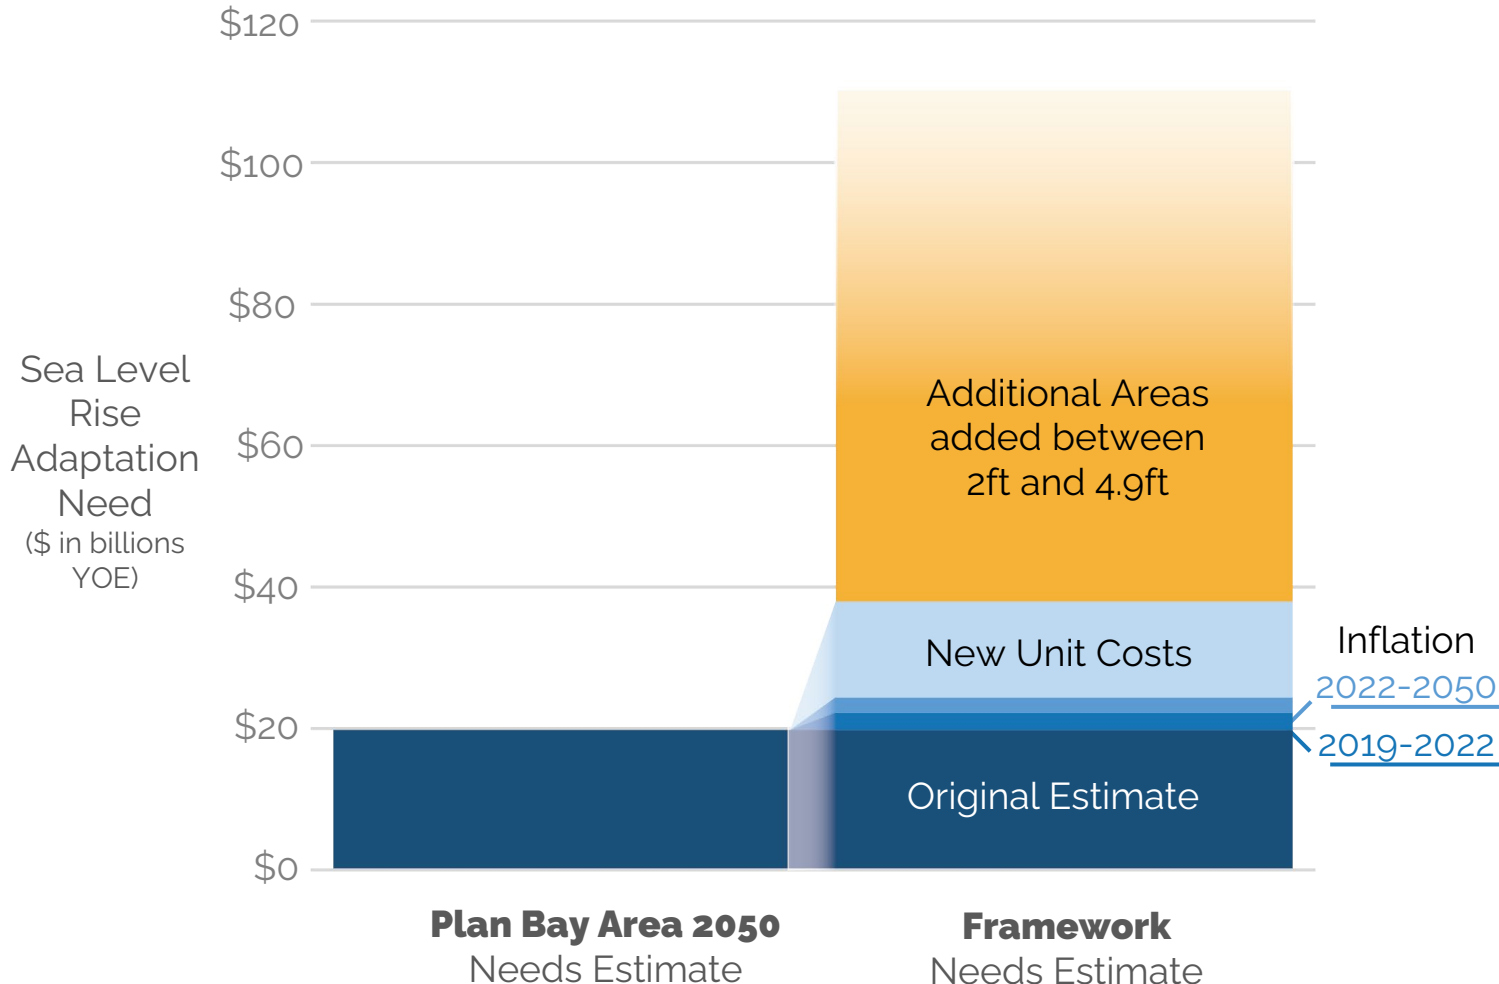 $120
$100
$80
$60
$40
$20
$0
Sea Level
Rise
Adaptation
Need
($ in billions
YOE)
Additional Areas
added between
2ft and 4.9ft
New Unit Costs
Original Estimate
Inflation
2022-2050
2019-2022
Plan Bay Area 2050
Needs Estimate
Framework
Needs Estimate